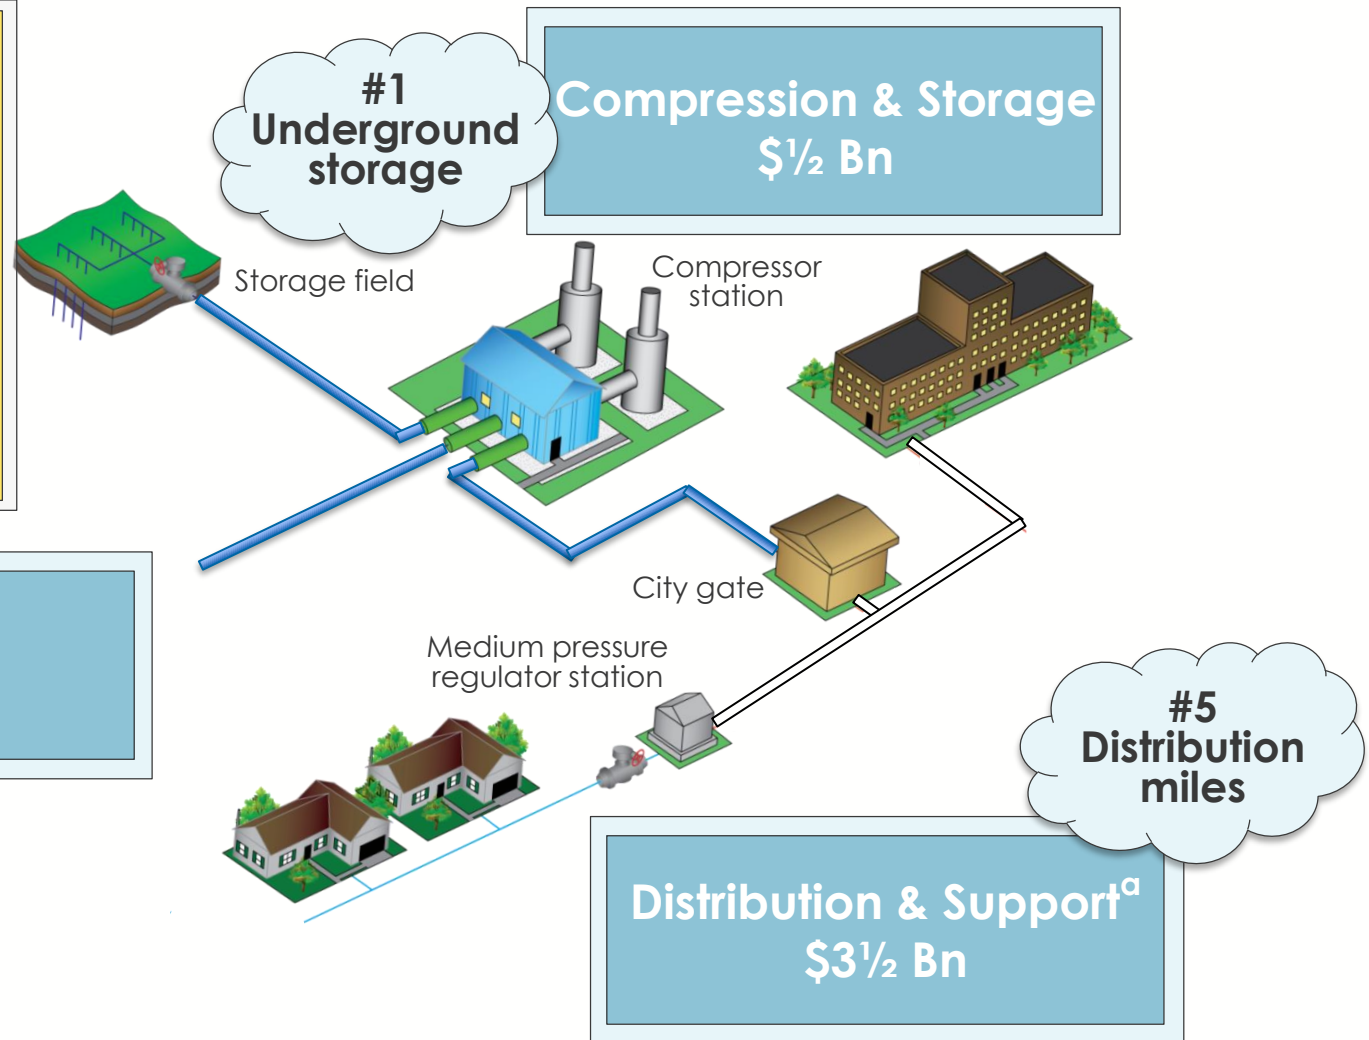 #1
Underground
storage
Compression & Storage
$½ Bn
Storage field
Compressor
station
City gate
Medium pressure
regulator station
#5
Distribution
miles
Distribution & Supportᵃ
$3½ Bn